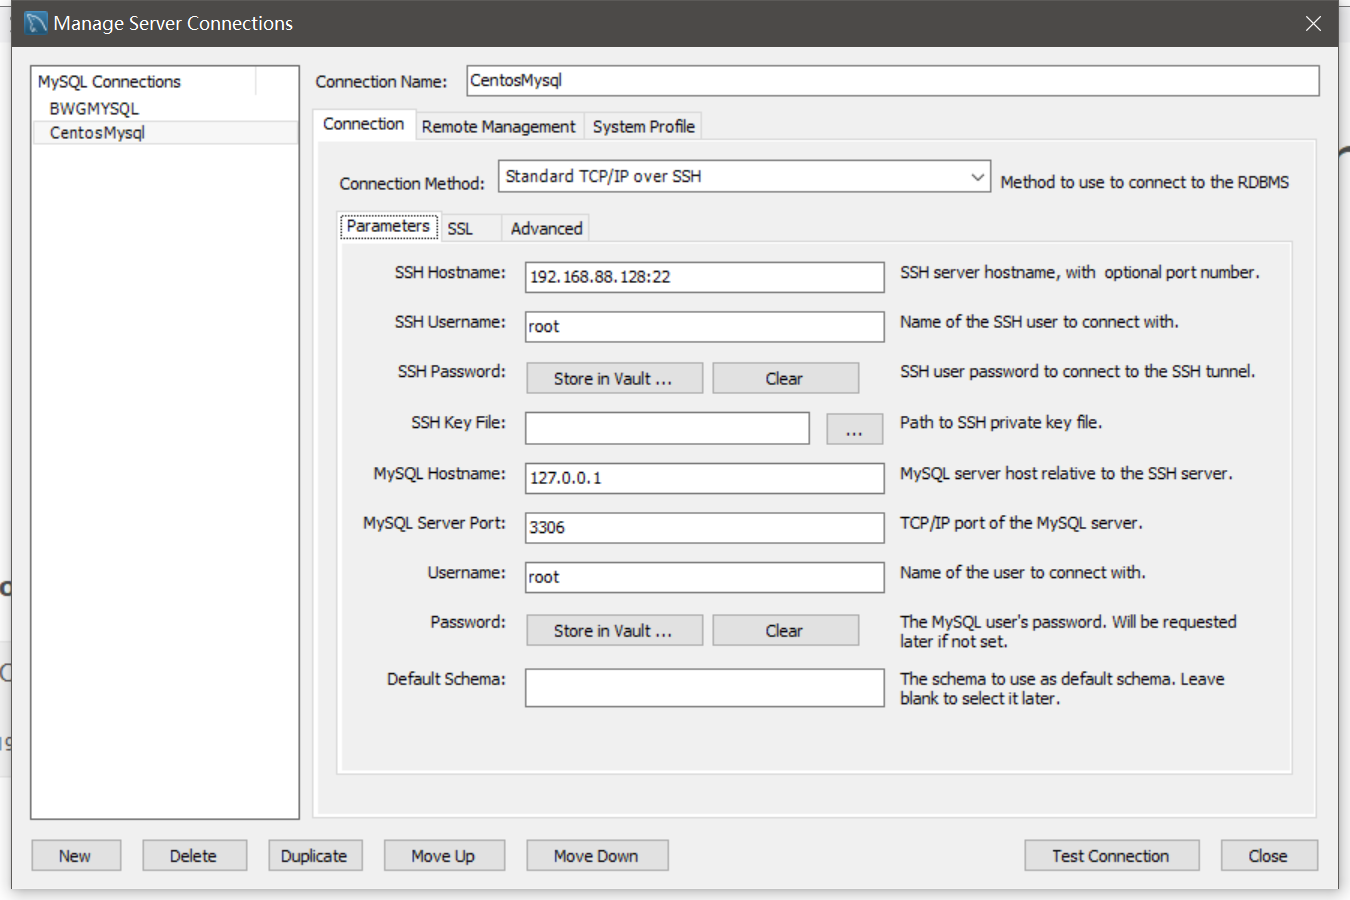 Manage Server Connections
MySQL Connections
BWGMYSQL
CentosMysql
Connection Name: CentosMysql
Connection Remote Management System Profile
Connection Method: Standard TCP/IP over SSH Method to use to connect to the RDBMS
Parameters SSL Advanced
SSH Hostname: 192.168.88.128:22 SSH server hostname, with optional port number.
SSH Username: root Name of the SSH user to connect with.
SSH Password: Store in Vault ... Clear SSH user password to connect to the SSH tunnel.
SSH Key File: ... Path to SSH private key file.
MySQL Hostname: 127.0.0.1 MySQL server host relative to the SSH server.
MySQL Server Port: 3306 TCP/IP port of the MySQL server.
Username: root Name of the user to connect with.
Password: Store in Vault ... Clear The MySQL user's password. Will be requested
later if not set.
Default Schema: The schema to use as default schema. Leave
blank to select it later.
New Delete Duplicate Move Up Move Down Test Connection Close